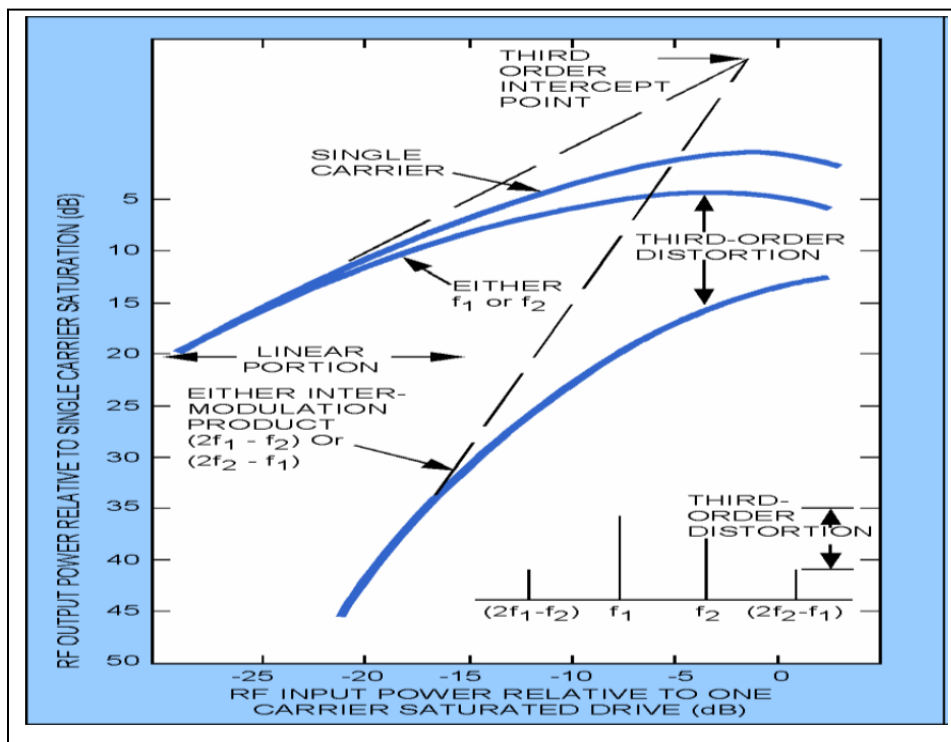 THIRD
ORDER
INTERCEPT
POINT
SINGLE
CARRIER
THIRD-ORDER
DISTORTION
EITHER
f1 or f2
LINEAR
PORTION
EITHER INTER-
MODULATION
PRODUCT
(2f1 - f2) Or
(2f2 - f1)
THIRD-
ORDER
DISTORTION
(2f1-f2) f1 f2 (2f2-f1)
RF OUTPUT POWER RELATIVE TO SINGLE CARRIER SATURATION (dB)
5
10
15
20
25
30
35
40
45
50
-25 -20 -15 -10 -5 0
RF INPUT POWER RELATIVE TO ONE
CARRIER SATURATED DRIVE (dB)